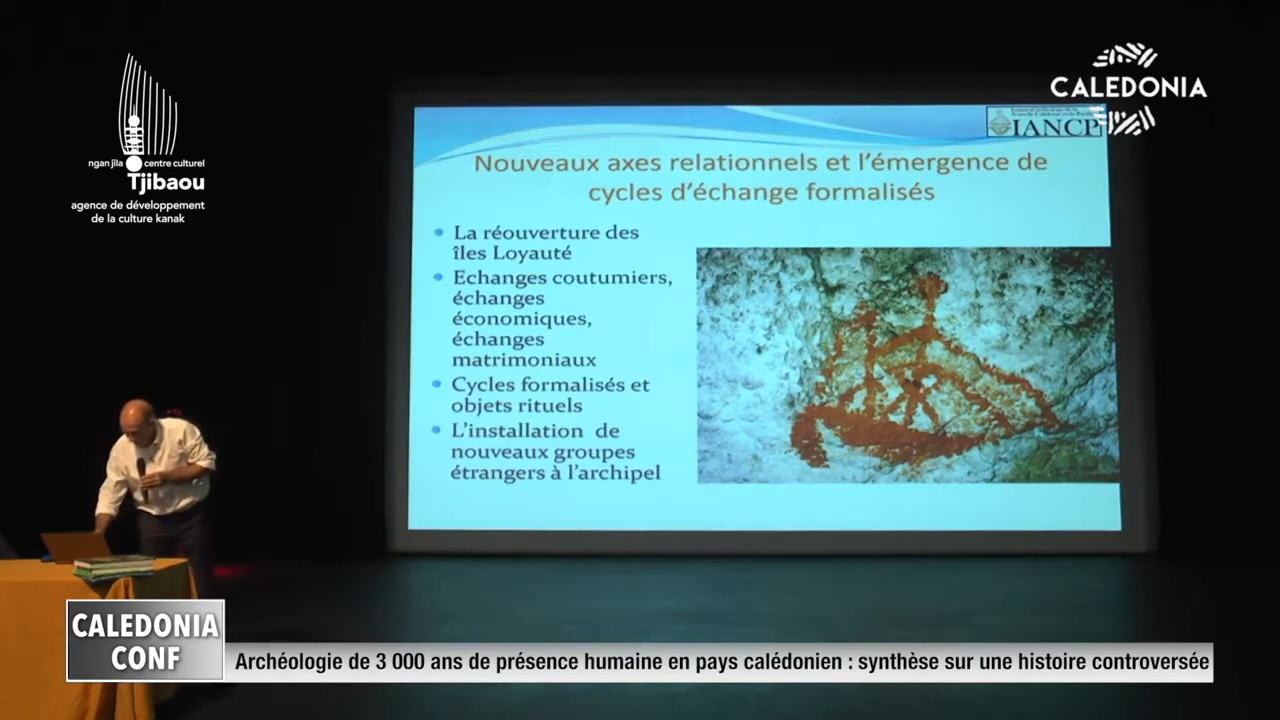 ngan jila centre culturel
Tjibaou
agence de développement
de la culture kanak
CALEDONIA
IANCP
Nouveaux axes relationnels et l'émergence de
cycles d'échange formalisés
La réouverture des
îles Loyauté
Echanges coutumiers,
échanges
économiques,
échanges
matrimoniaux
Cycles formalisés et
objets rituels
L'installation de
nouveaux groupes
étrangers à l'archipel
CALEDONIA
CONF
Archéologie de 3 000 ans de présence humaine en pays calédonien : synthèse sur une histoire controversée